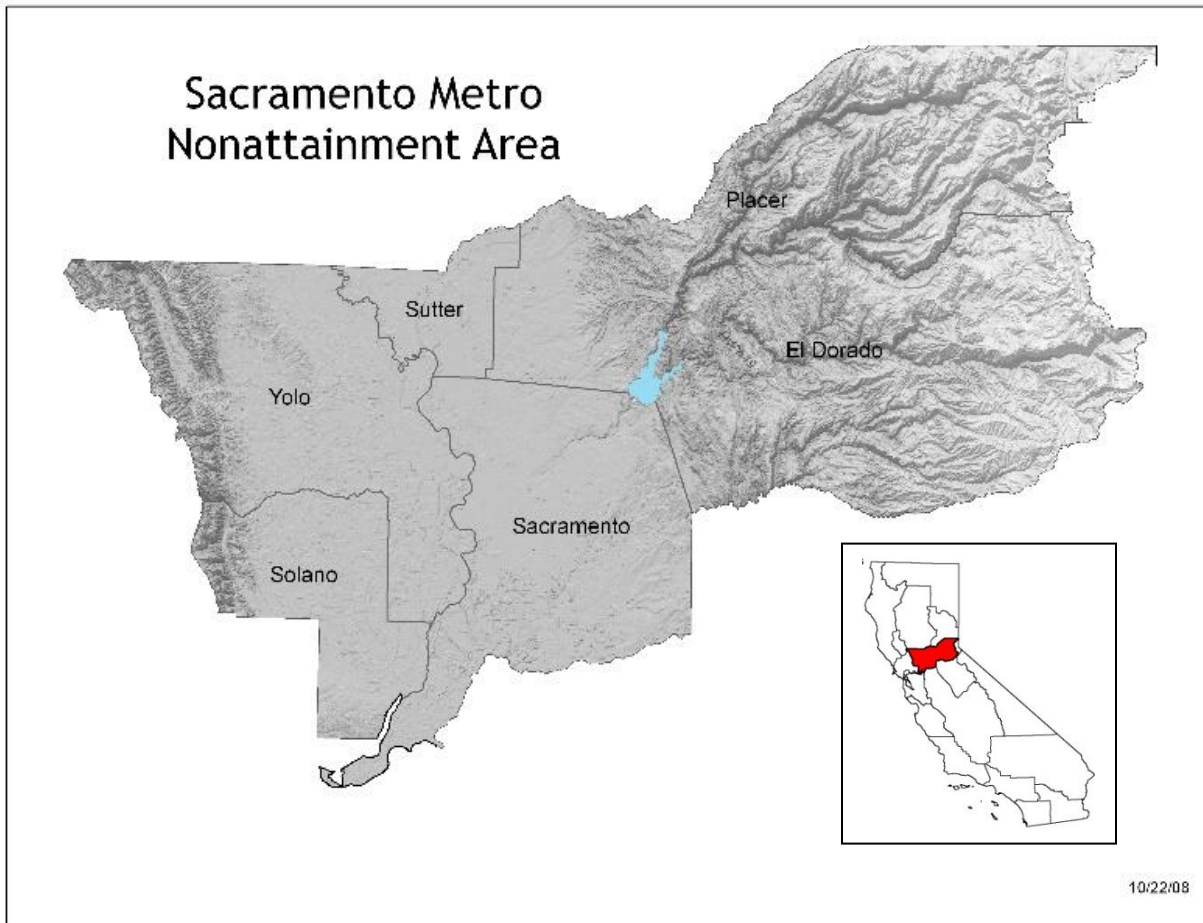 Sacramento Metro
Nonattainment Area
Placer
Sutter
El Dorado
Yolo
Sacramento
Solano
10/22/08